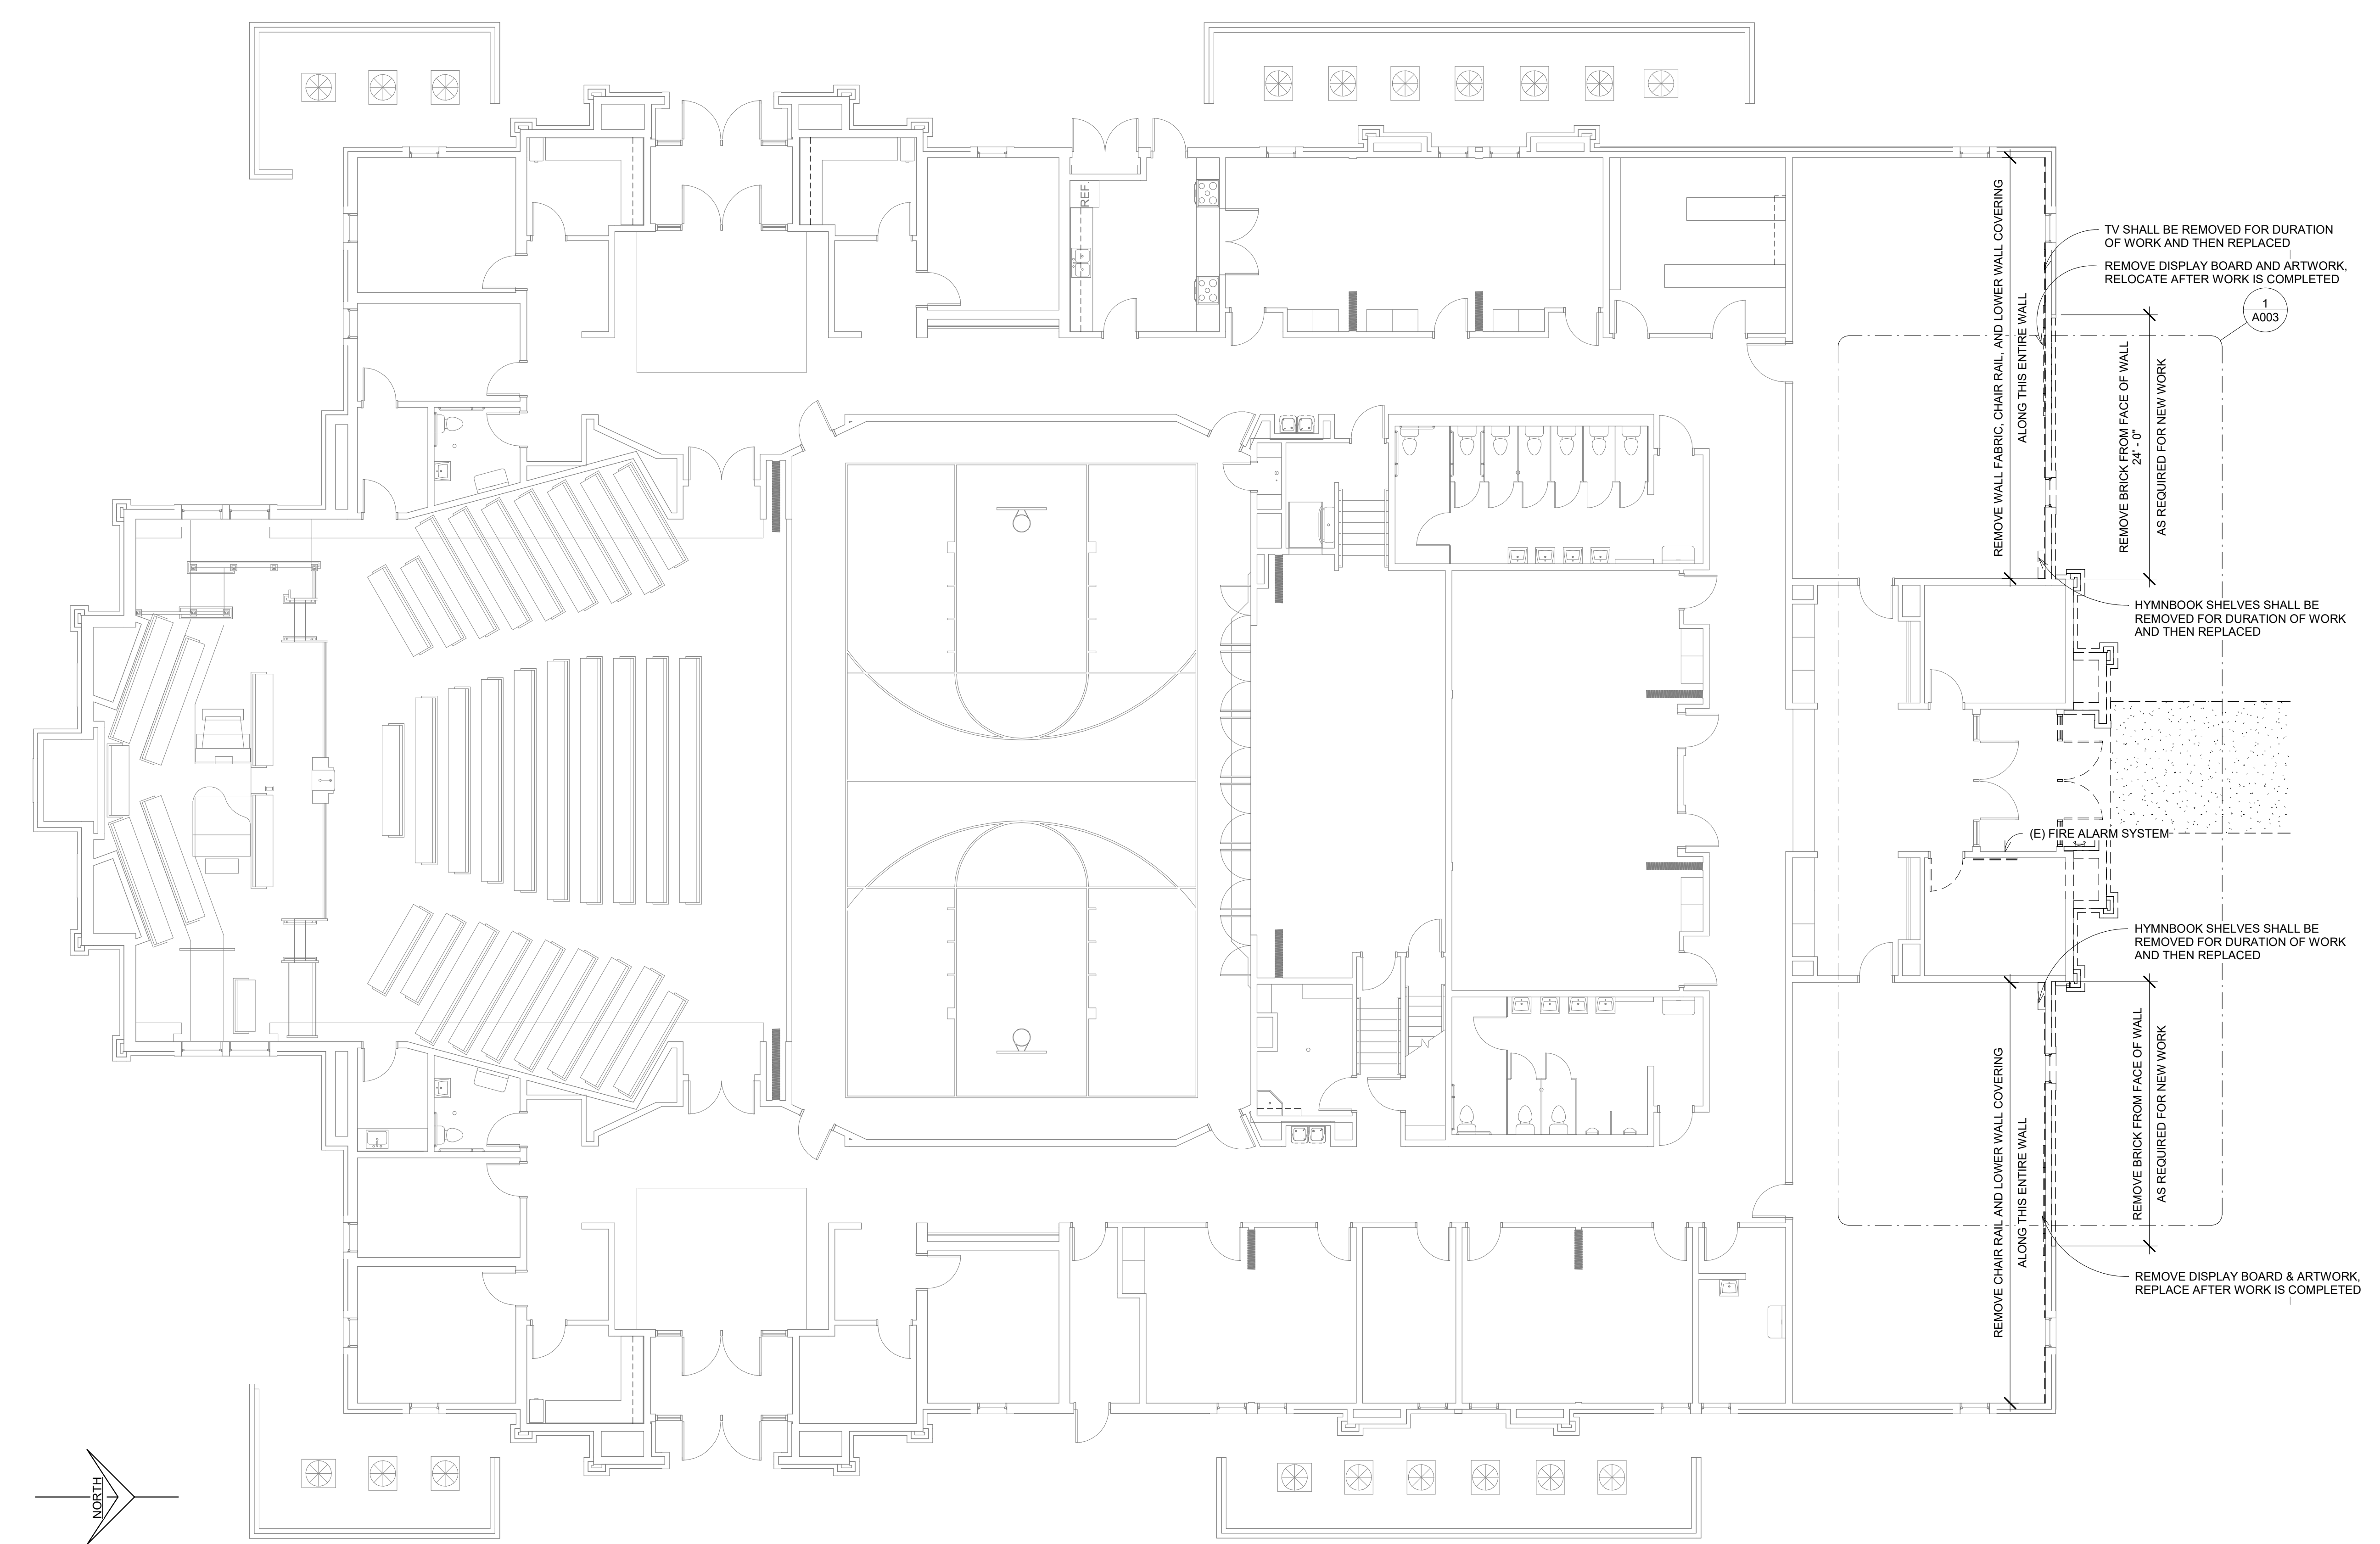 REF.
TV SHALL BE REMOVED FOR DURATION
OF WORK AND THEN REPLACED
REMOVE DISPLAY BOARD AND ARTWORK,
RELOCATE AFTER WORK IS COMPLETED
1
A003
REMOVE WALL FABRIC, CHAIR RAIL, AND LOWER WALL COVERING
ALONG THIS ENTIRE WALL
REMOVE BRICK FROM FACE OF WALL
24' - 0"
AS REQUIRED FOR NEW WORK
HYMNBOOK SHELVES SHALL BE
REMOVED FOR DURATION OF WORK
AND THEN REPLACED
(E) FIRE ALARM SYSTEM
HYMNBOOK SHELVES SHALL BE
REMOVED FOR DURATION OF WORK
AND THEN REPLACED
REMOVE CHAIR RAIL AND LOWER WALL COVERING
ALONG THIS ENTIRE WALL
REMOVE BRICK FROM FACE OF WALL
AS REQUIRED FOR NEW WORK
REMOVE DISPLAY BOARD & ARTWORK,
REPLACE AFTER WORK IS COMPLETED
NORTH